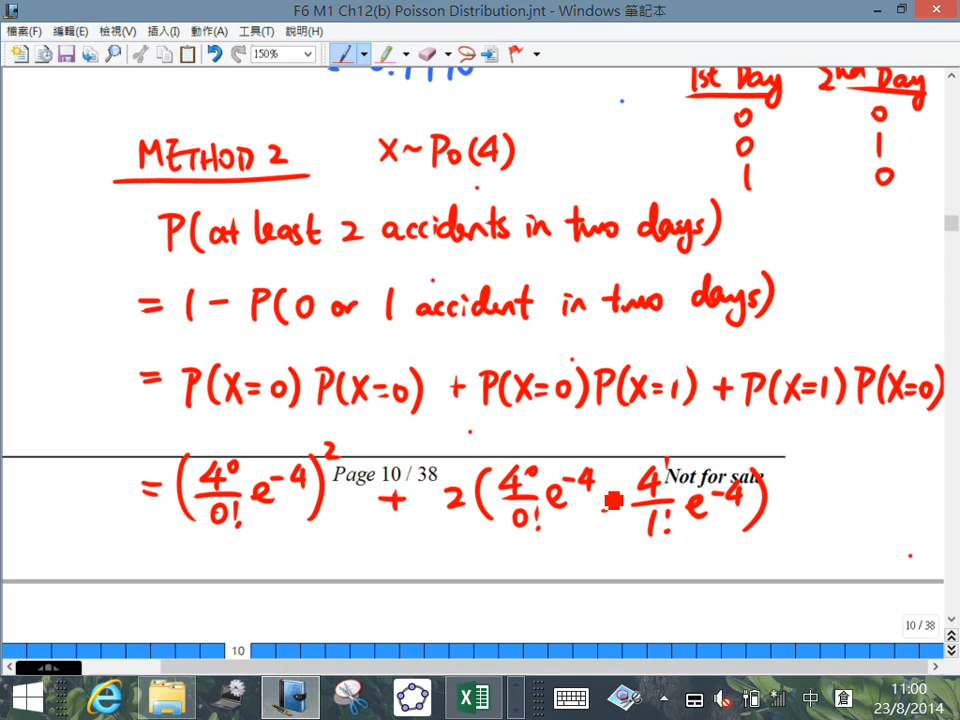 F6 M1 Ch12(b) Poisson Distribution.jnt - Windows 筆記本
檔案(F) 編輯(E) 檢視(V) 插入(I) 動作(A) 工具(T) 說明(H)
150%
1st Day 2nd Day
0 0
0 1
1 0
METHOD 2 X~Po(4)
P(at least 2 accidents in two days)
= 1 - P(0 or 1 accident in two days)
= P(X=0) P(X=0) + P(X=0)P(X=1) + P(X=1)P(X=0)
= (4⁰/0! e⁻⁴)² + 2(4⁰/0! e⁻⁴ · 4¹/1! e⁻⁴)
Page 10 / 38 Not for sale
10 / 38
10
中 倉 11:00
23/8/2014